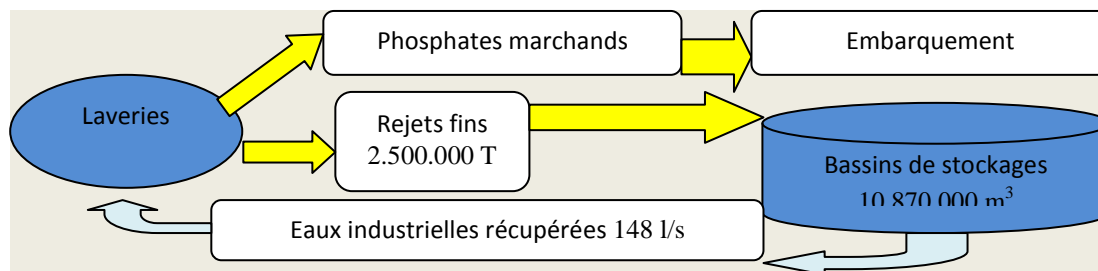 Phosphates marchands
Embarquement
Laveries
Rejets fins
2.500.000 T
Bassins de stockages
10 870 000 m³
Eaux industrielles récupérées 148 l/s